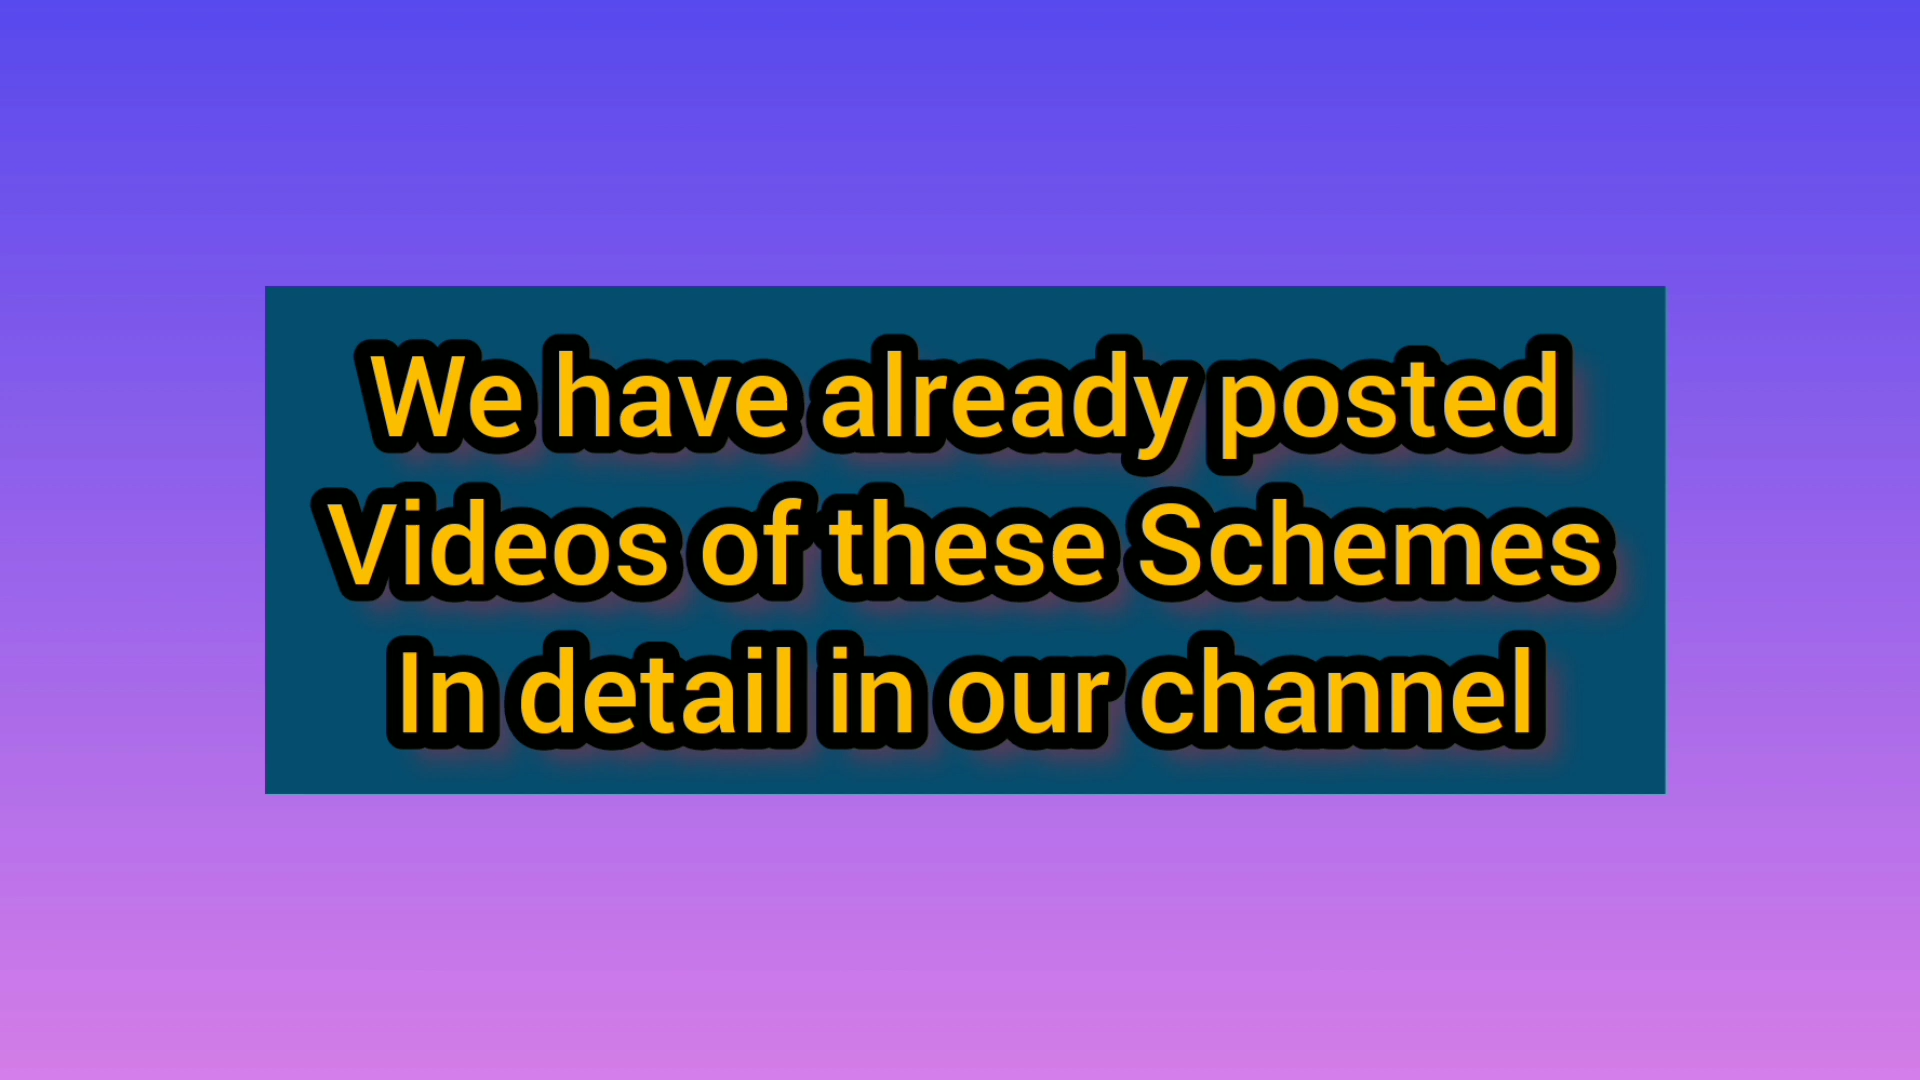 We have already posted
Videos of these Schemes
In detail in our channel